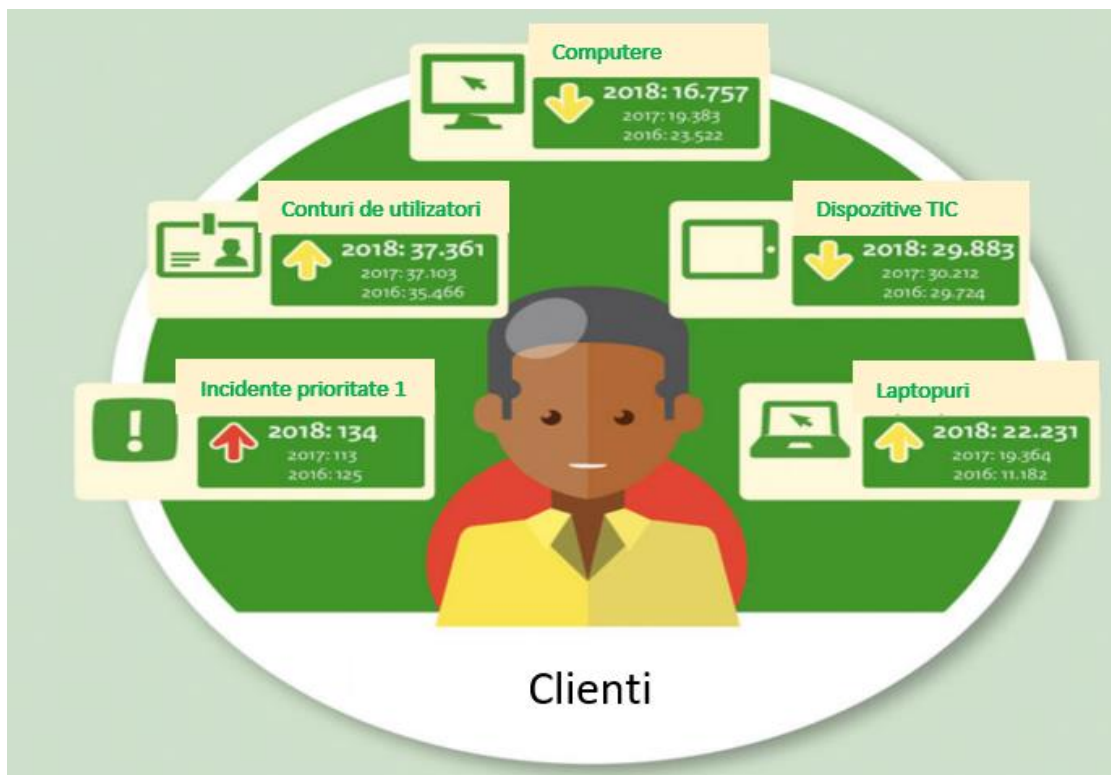 Computere
2018: 16.757
2017: 19.383
2016: 23.522
Conturi de utilizatori
2018: 37.361
2017: 37.103
2016: 35.466
Dispozitive TIC
2018: 29.883
2017: 30.212
2016: 29.724
Incidente prioritate 1
2018: 134
2017: 113
2016: 125
Laptopuri
2018: 22.231
2017: 19.364
2016: 11.182
Clienti